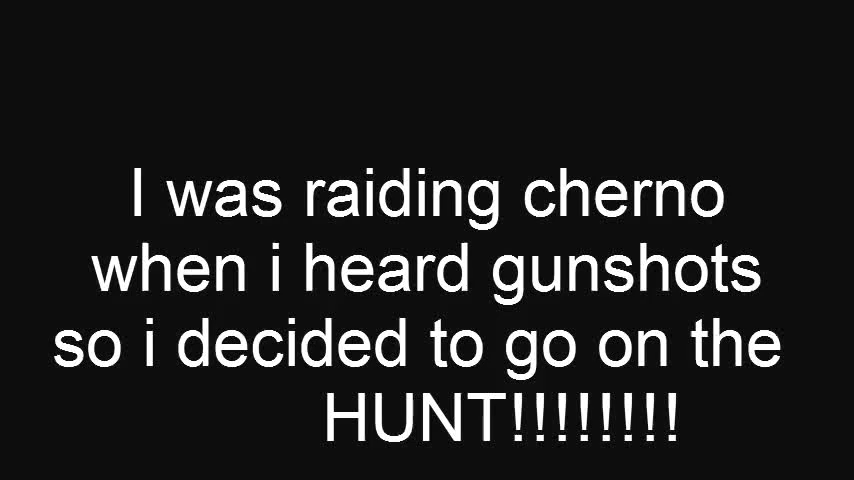 I was raiding cherno
when i heard gunshots
so i decided to go on the
HUNT!!!!!!!!